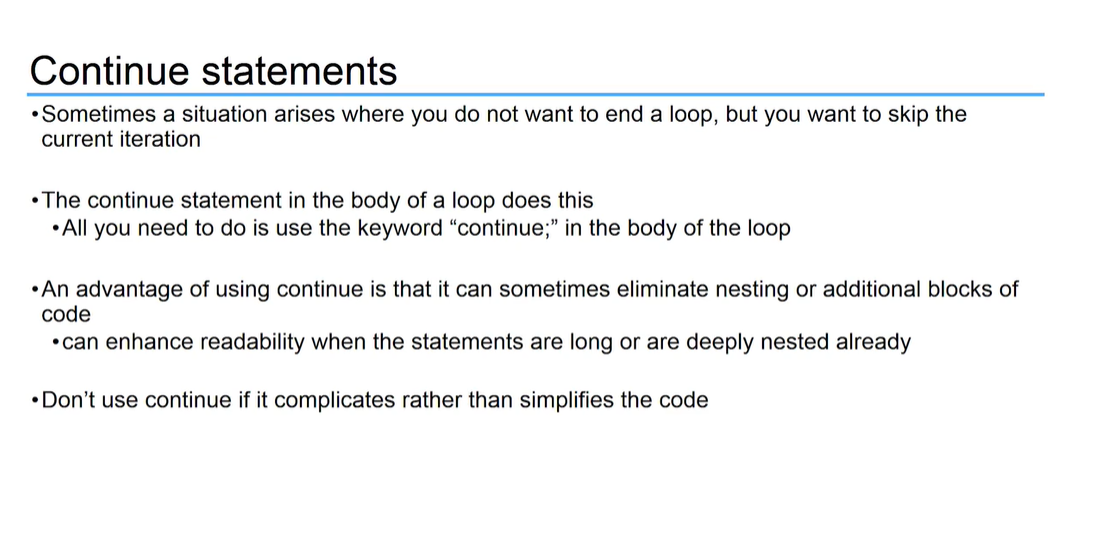 Continue statements
•Sometimes a situation arises where you do not want to end a loop, but you want to skip the
current iteration
•The continue statement in the body of a loop does this
•All you need to do is use the keyword “continue;” in the body of the loop
•An advantage of using continue is that it can sometimes eliminate nesting or additional blocks of
code
•can enhance readability when the statements are long or are deeply nested already
•Don’t use continue if it complicates rather than simplifies the code